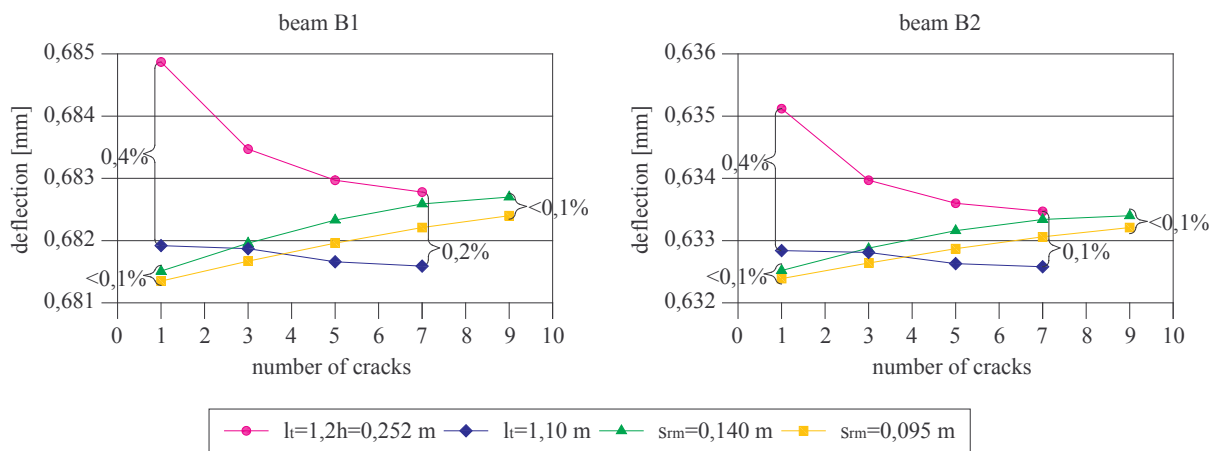 beam B1
deflection [mm]
0,685
0,684
0,683
0,682
0,681
0,4%
<0,1%
0,2%
<0,1%
0 1 2 3 4 5 6 7 8 9 10
number of cracks
beam B2
deflection [mm]
0,636
0,635
0,634
0,633
0,632
0,4%
<0,1%
0,1%
<0,1%
0 1 2 3 4 5 6 7 8 9 10
number of cracks
lt=1,2h=0,252 m lt=1,10 m srm=0,140 m srm=0,095 m